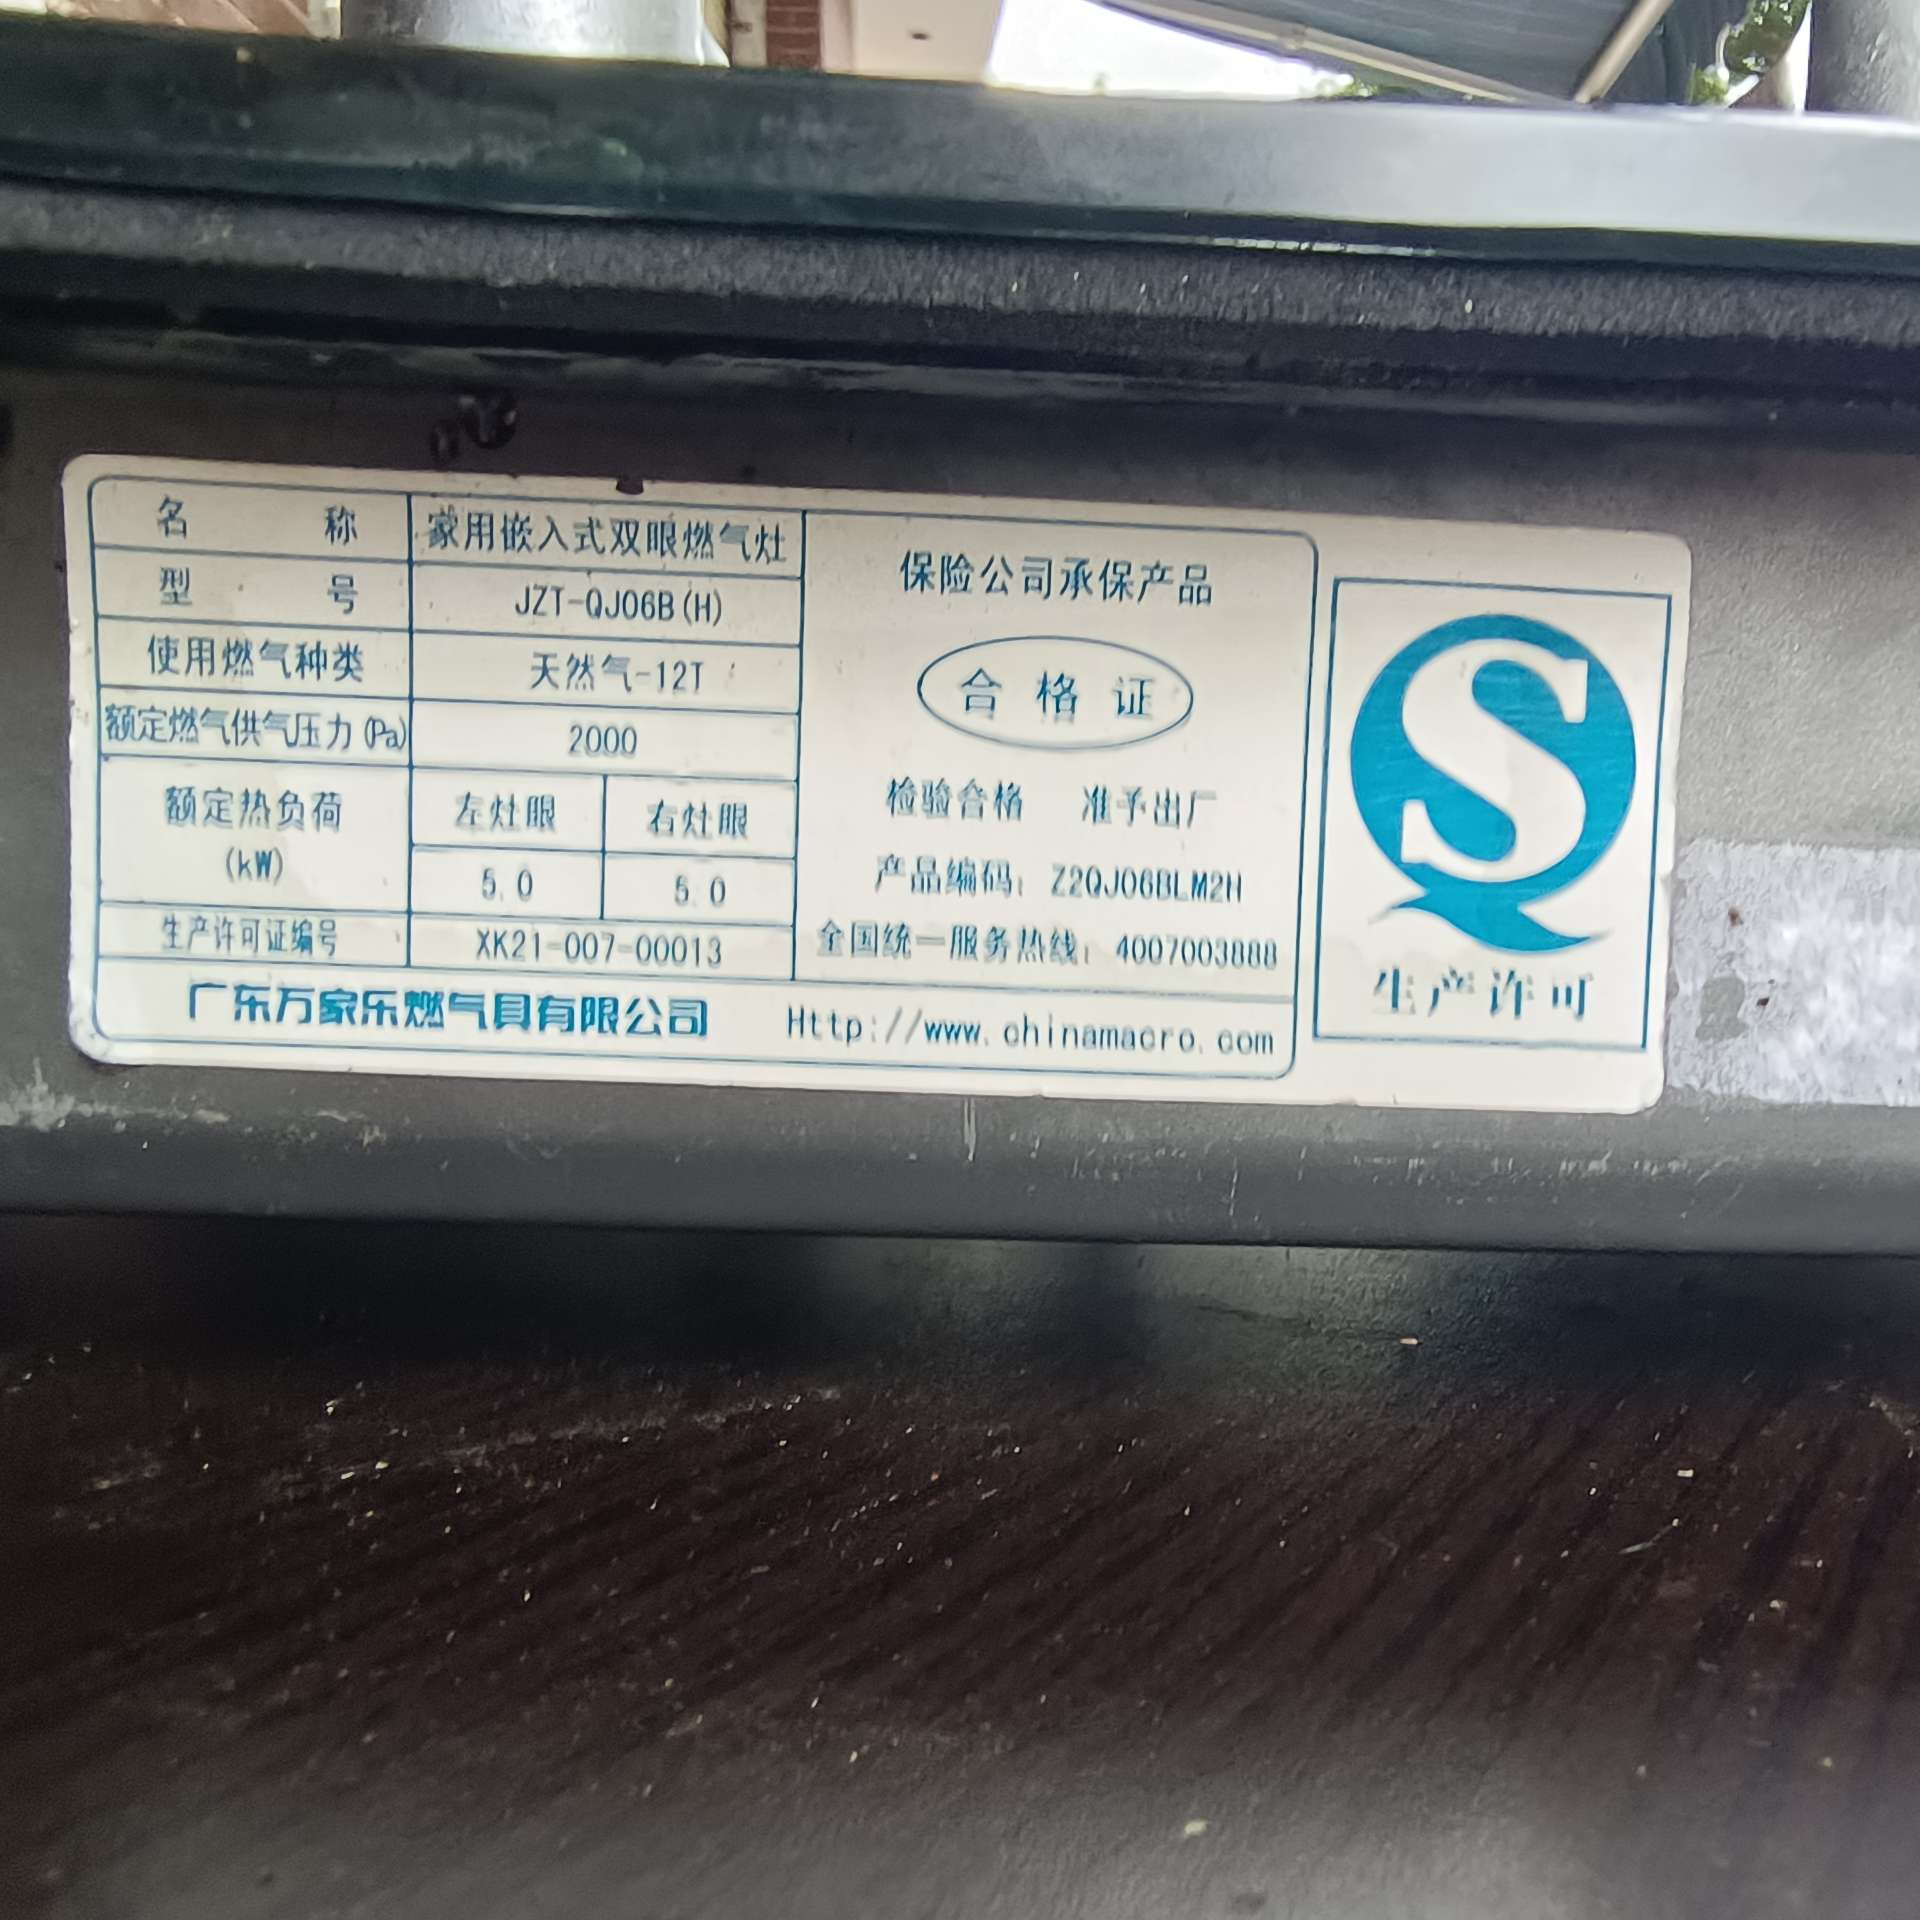 名 称 家用嵌入式双眼燃气灶
型 号 JZT-QJ06B(H)
使用燃气种类 天然气-12T
额定燃气供气压力(Pa) 2000
额定热负荷 左灶眼 右灶眼
(kW) 5.0 5.0
生产许可证编号 XK21-007-00013
保险公司承保产品
合格证
检验合格 准予出厂
产品编码: Z2QJ06BLM2H
全国统一服务热线: 4007003888
广东万家乐燃气具有限公司 Http://www.chinamacro.com
生产许可